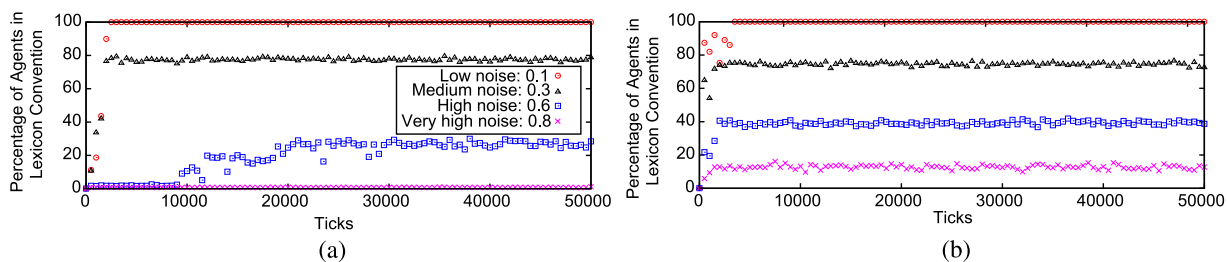 Percentage of Agents in
Lexicon Convention
100
80
60
40
20
0
Low noise: 0.1
Medium noise: 0.3
High noise: 0.6
Very high noise: 0.8
0
10000
20000
30000
40000
50000
Ticks
(a)
Percentage of Agents in
Lexicon Convention
100
80
60
40
20
0
0
10000
20000
30000
40000
50000
Ticks
(b)